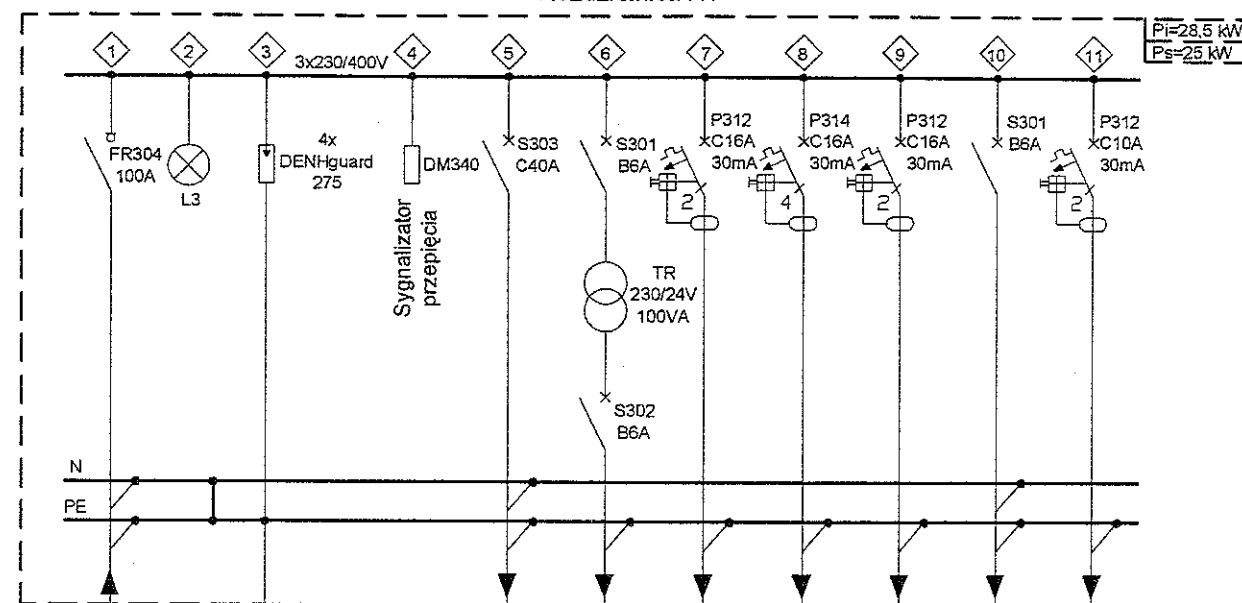 Pi=28,5 kW
Ps=25 kW
1 2 3 4 5 6 7 8 9 10 11
3x230/400V
FR304
100A
L3
4x
DENHguard
275
DM340
Sygnalizator
przepięcia
S303
C40A
S301
B6A
TR
230/24V
100VA
S302
B6A
P312
C16A
30mA
2
P314
C16A
30mA
4
P312
C16A
30mA
2
S301
B6A
P312
C10A
30mA
2
N
PE